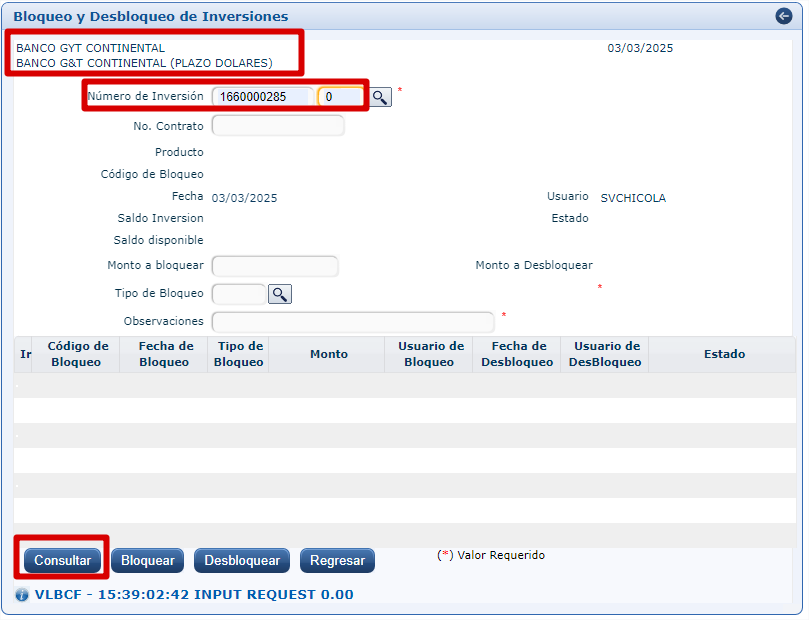 Bloqueo y Desbloqueo de Inversiones
BANCO GYT CONTINENTAL 03/03/2025
BANCO G&T CONTINENTAL (PLAZO DOLARES)
Número de Inversión 1660000285 0 *
No. Contrato
Producto
Código de Bloqueo
Fecha 03/03/2025 Usuario SVCHICOLA
Saldo Inversion Estado
Saldo disponible
Monto a bloquear Monto a Desbloquear
Tipo de Bloqueo *
Observaciones *
Ir Código de Bloqueo Fecha de Bloqueo Tipo de Bloqueo Monto Usuario de Bloqueo Fecha de Desbloqueo Usuario de DesBloqueo Estado
Consultar Bloquear Desbloquear Regresar (*) Valor Requerido
VLBCF - 15:39:02:42 INPUT REQUEST 0.00